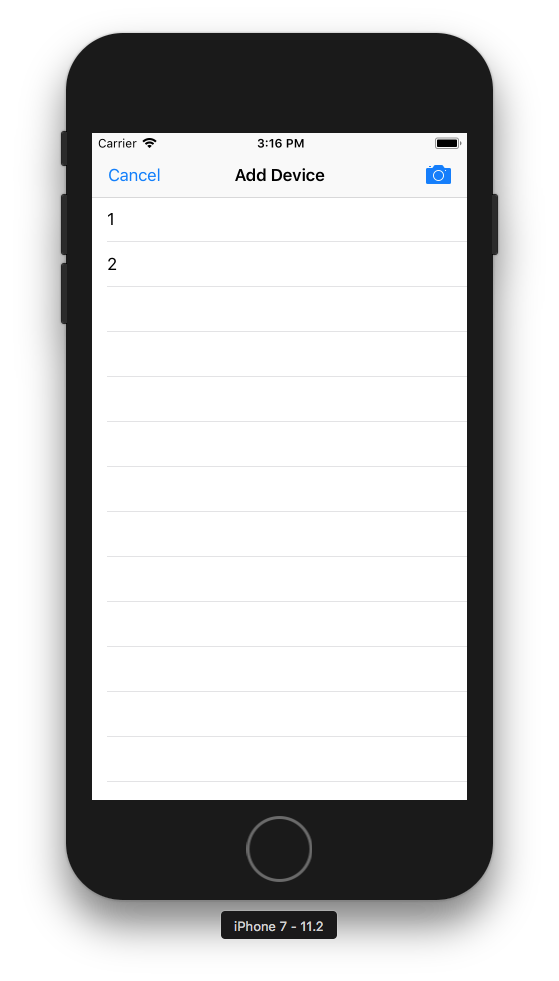 Carrier 3:16 PM
Cancel Add Device
1
2
iPhone 7 - 11.2